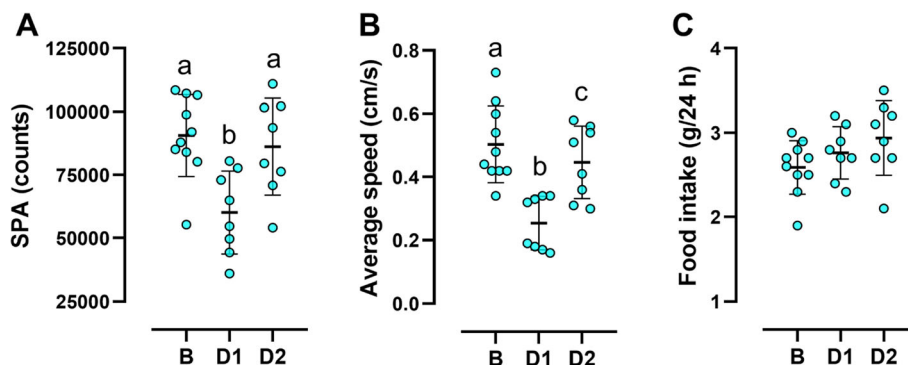 A
SPA (counts)
125000
100000
75000
50000
25000
a
b
a
B
D1
D2
B
Average speed (cm/s)
0.8
0.6
0.4
0.2
0.0
a
b
c
B
D1
D2
C
Food intake (g/24 h)
4
3
2
1
B
D1
D2